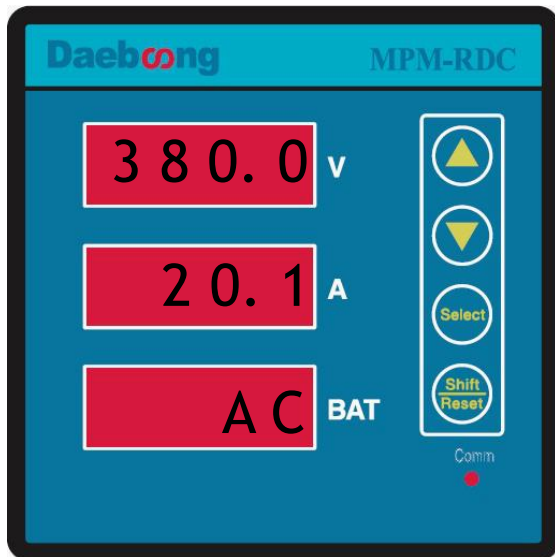 Daeboong
MPM-RDC
380.0 V
20.1 A
AC BAT
Select
Shift
Reset
Comm